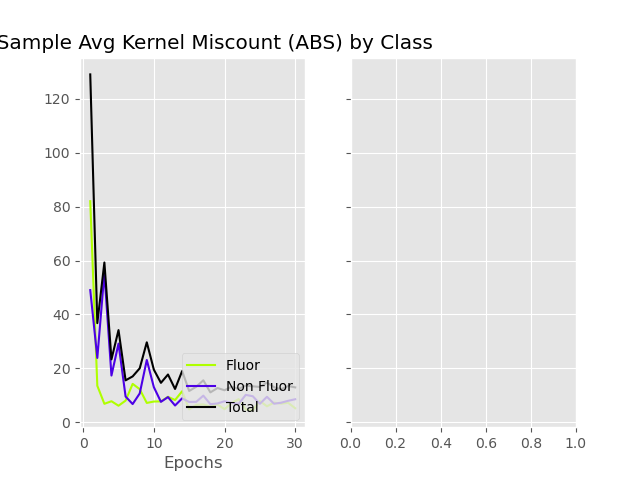 Sample Avg Kernel Miscount (ABS) by Class
120
100
80
60
40
20
0
Fluor
Non Fluor
Total
0 10 20 30
0.0 0.2 0.4 0.6 0.8 1.0
Epochs